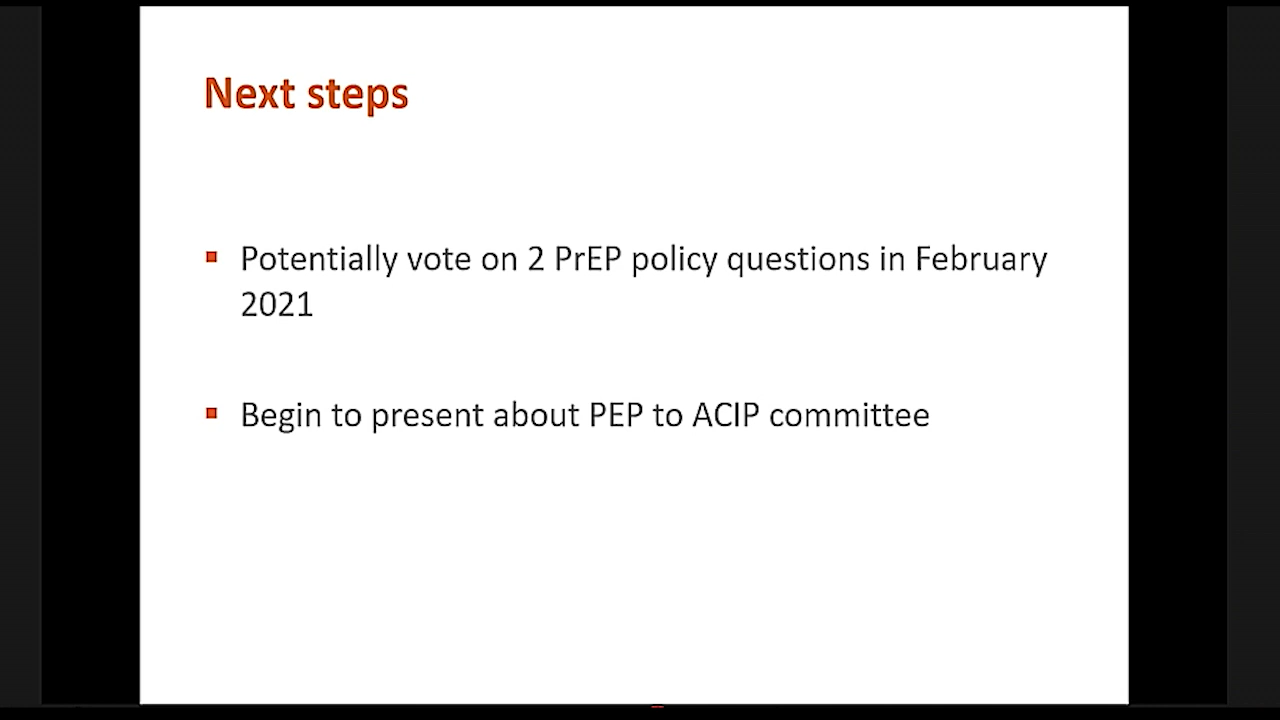 Next steps
Potentially vote on 2 PrEP policy questions in February
2021
Begin to present about PEP to ACIP committee